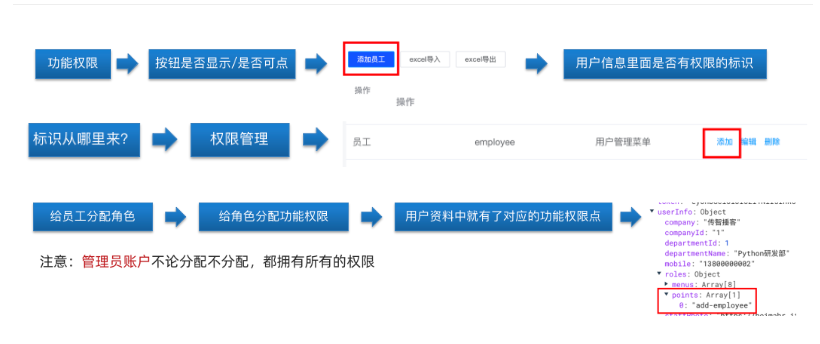 功能权限
按钮是否显示/是否可点
添加员工
excel导入
excel导出
用户信息里面是否有权限的标识
操作
操作
标识从哪里来?
权限管理
员工
employee
用户管理菜单
添加
编辑
删除
给员工分配角色
给角色分配功能权限
用户资料中就有了对应的功能权限点
userInfo: Object
company: "传智播客"
companyId: "1"
departmentId: 1
departmentName: "Python研发部"
mobile: "13800000002"
roles: Object
menus: Array[8]
points: Array[1]
0: "add-employee"
注意：管理员账户不论分配不分配，都拥有所有的权限